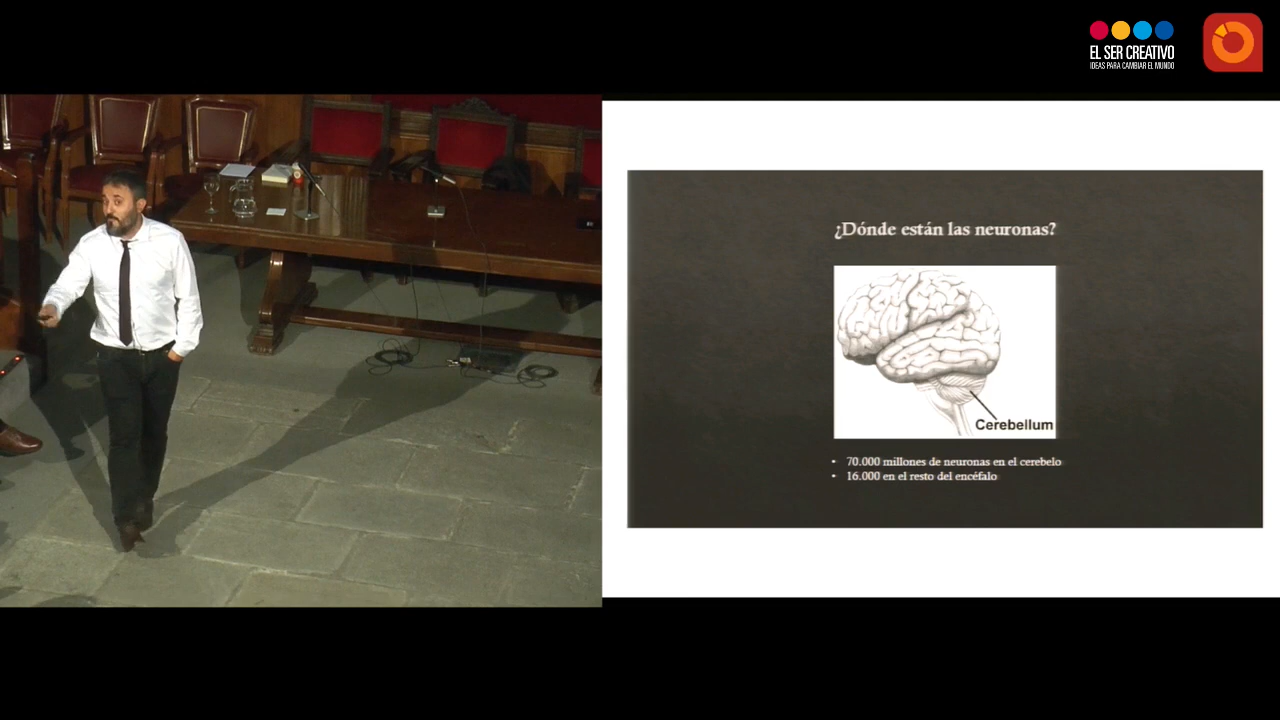 EL SER CREATIVO
IDEAS PARA CAMBIAR EL MUNDO
¿Dónde están las neuronas?
Cerebellum
• 70.000 millones de neuronas en el cerebelo
• 16.000 en el resto del encéfalo